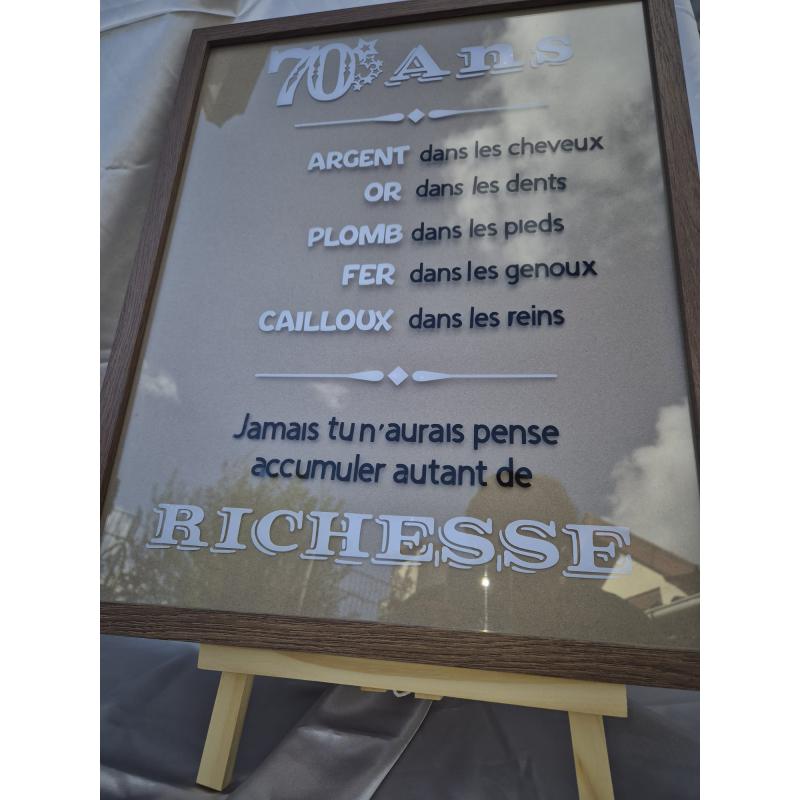 70 Ans
ARGENT dans les cheveux
OR dans les dents
PLOMB dans les pieds
FER dans les genoux
CAILLOUX dans les reins
Jamais tu n'aurais pense
accumuler autant de
RICHESSE